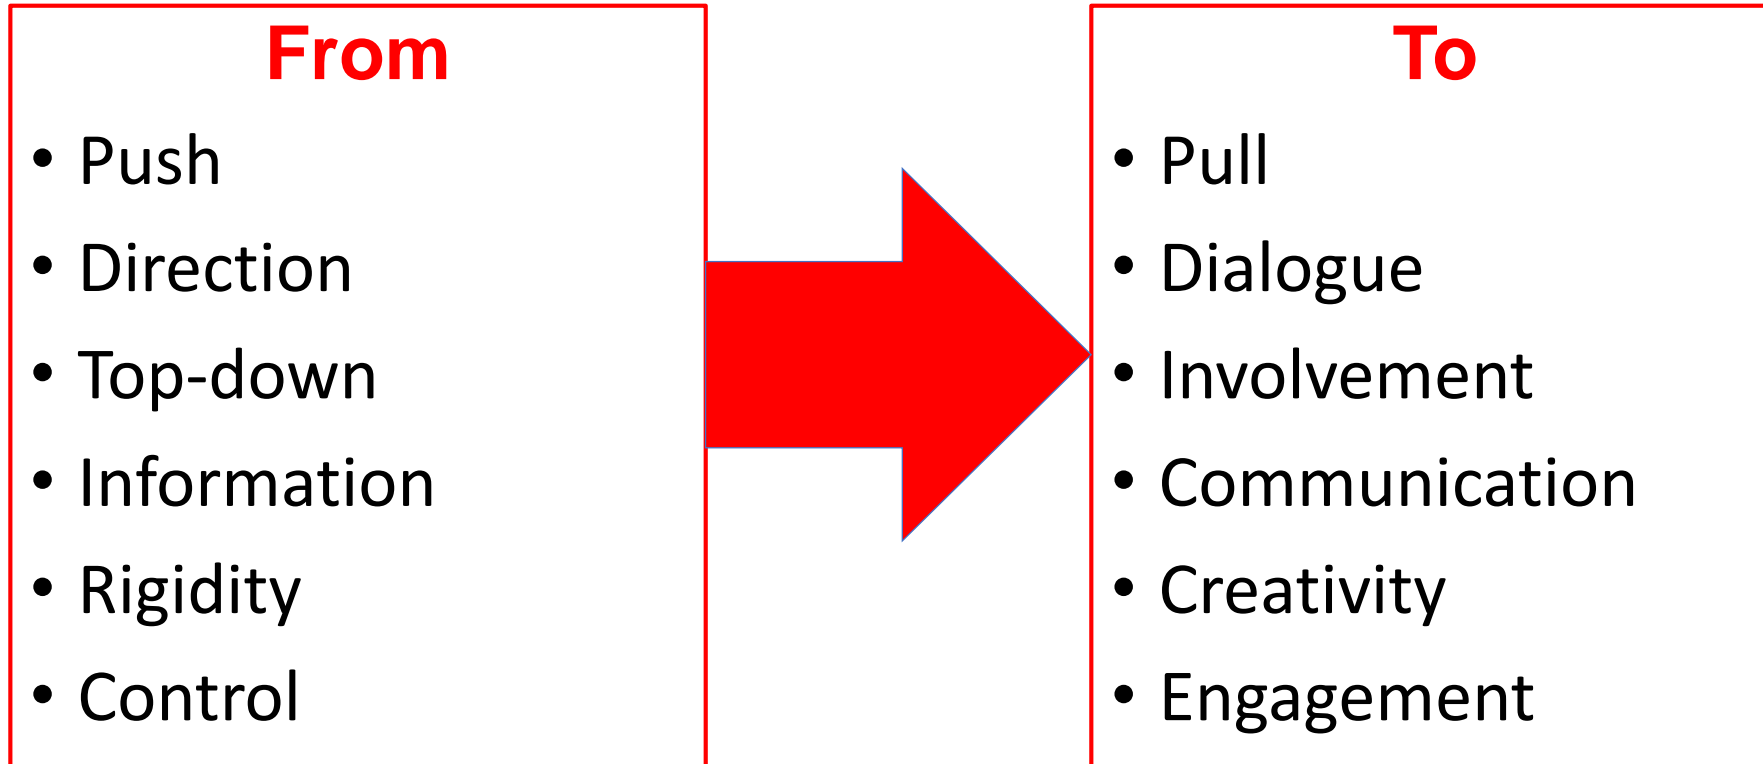 From
• Push
• Direction
• Top-down
• Information
• Rigidity
• Control
To
• Pull
• Dialogue
• Involvement
• Communication
• Creativity
• Engagement